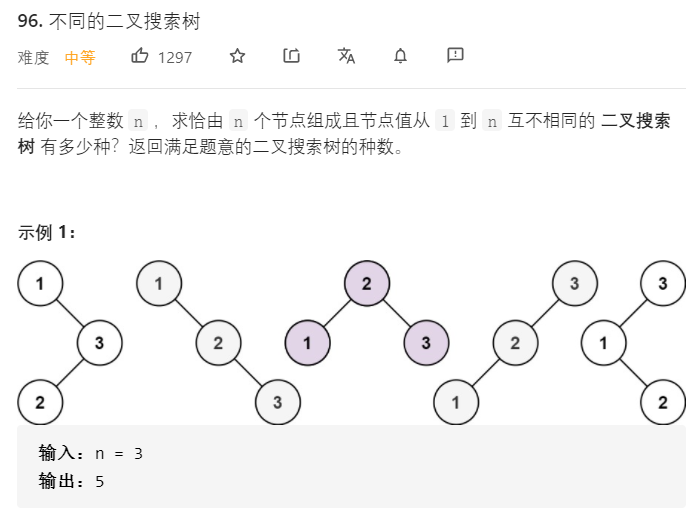 96. 不同的二叉搜索树
难度 中等 1297
给你一个整数 n ，求恰由 n 个节点组成且节点值从 1 到 n 互不相同的 二叉搜索
树 有多少种？返回满足题意的二叉搜索树的种数。
示例 1：
1 1 2 3 3
3 2 1 3 2 1
2 3 1 2
输入：n = 3
输出：5